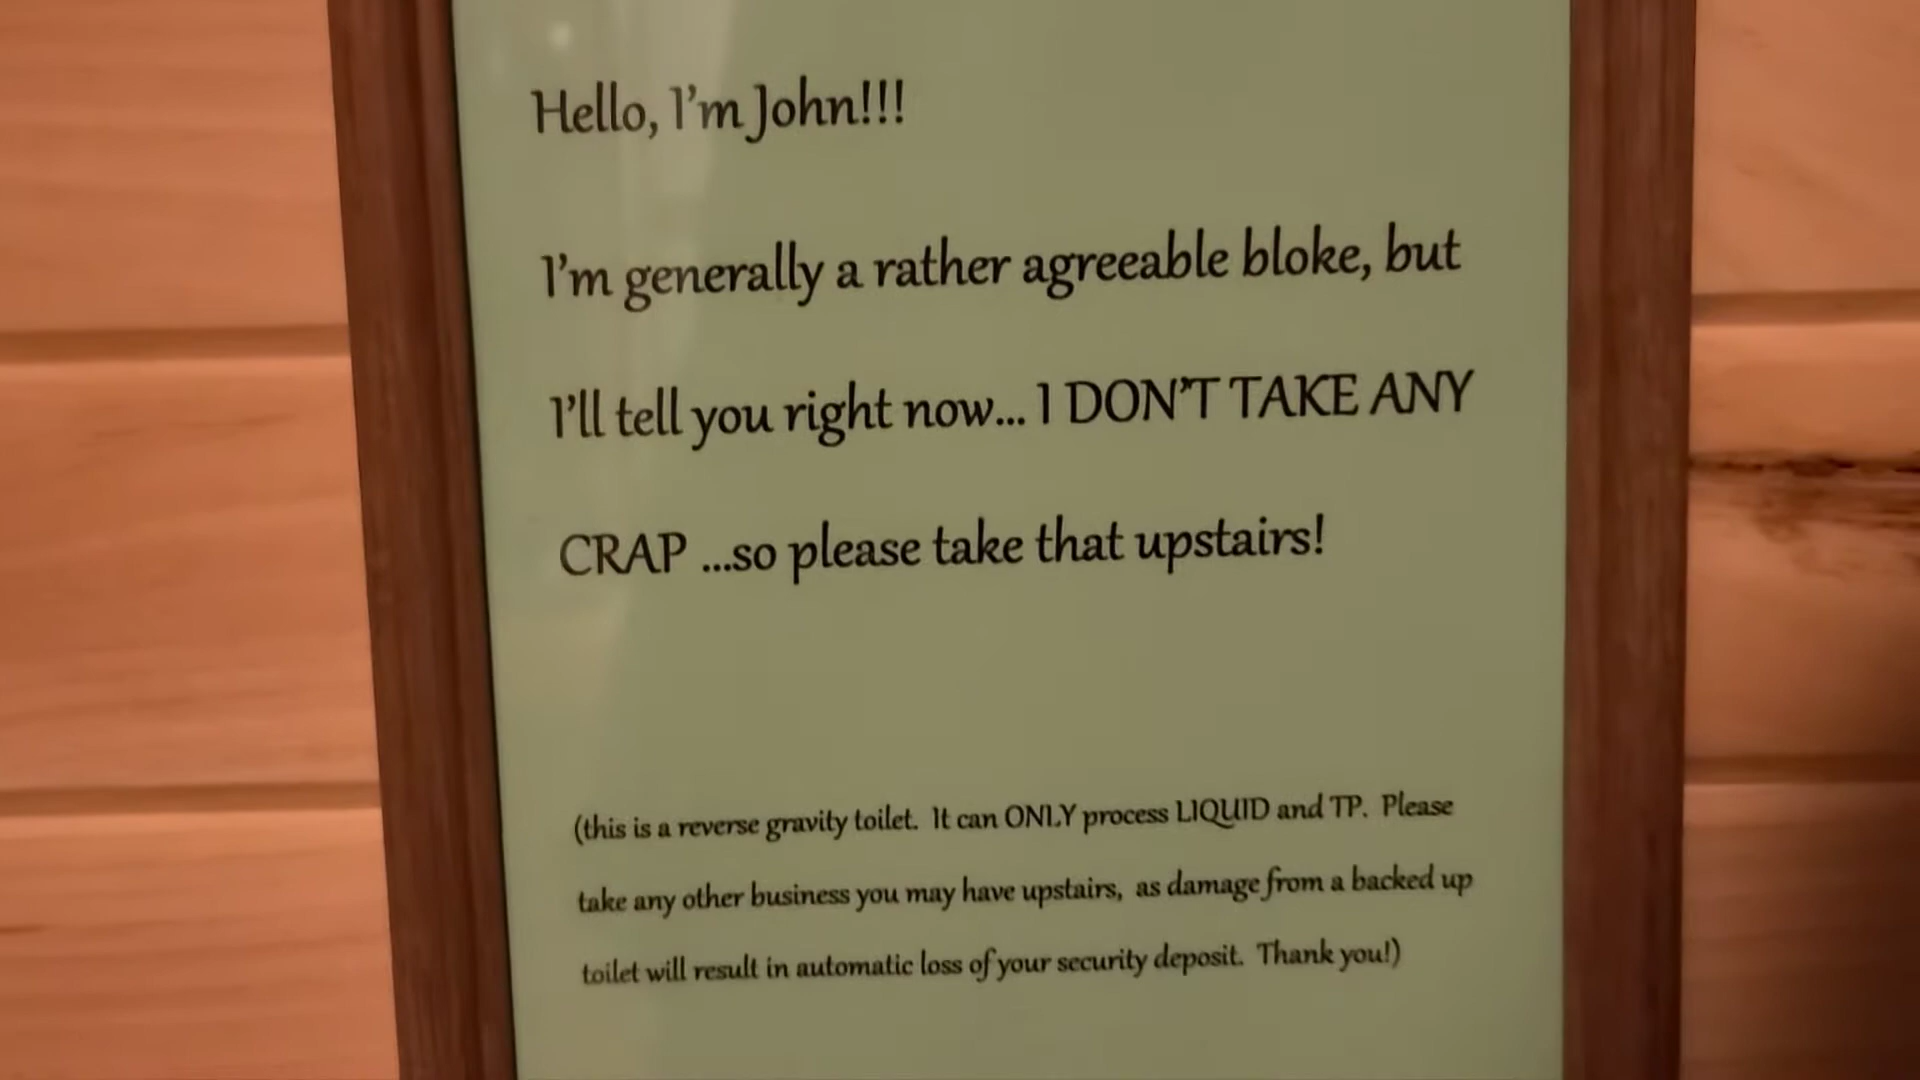 Hello, I'm John!!!
I'm generally a rather agreeable bloke, but
I'll tell you right now... I DON'T TAKE ANY
CRAP ...so please take that upstairs!
(this is a reverse gravity toilet. It can ONLY process LIQUID and TP. Please
take any other business you may have upstairs, as damage from a backed up
toilet will result in automatic loss of your security deposit. Thank you!)